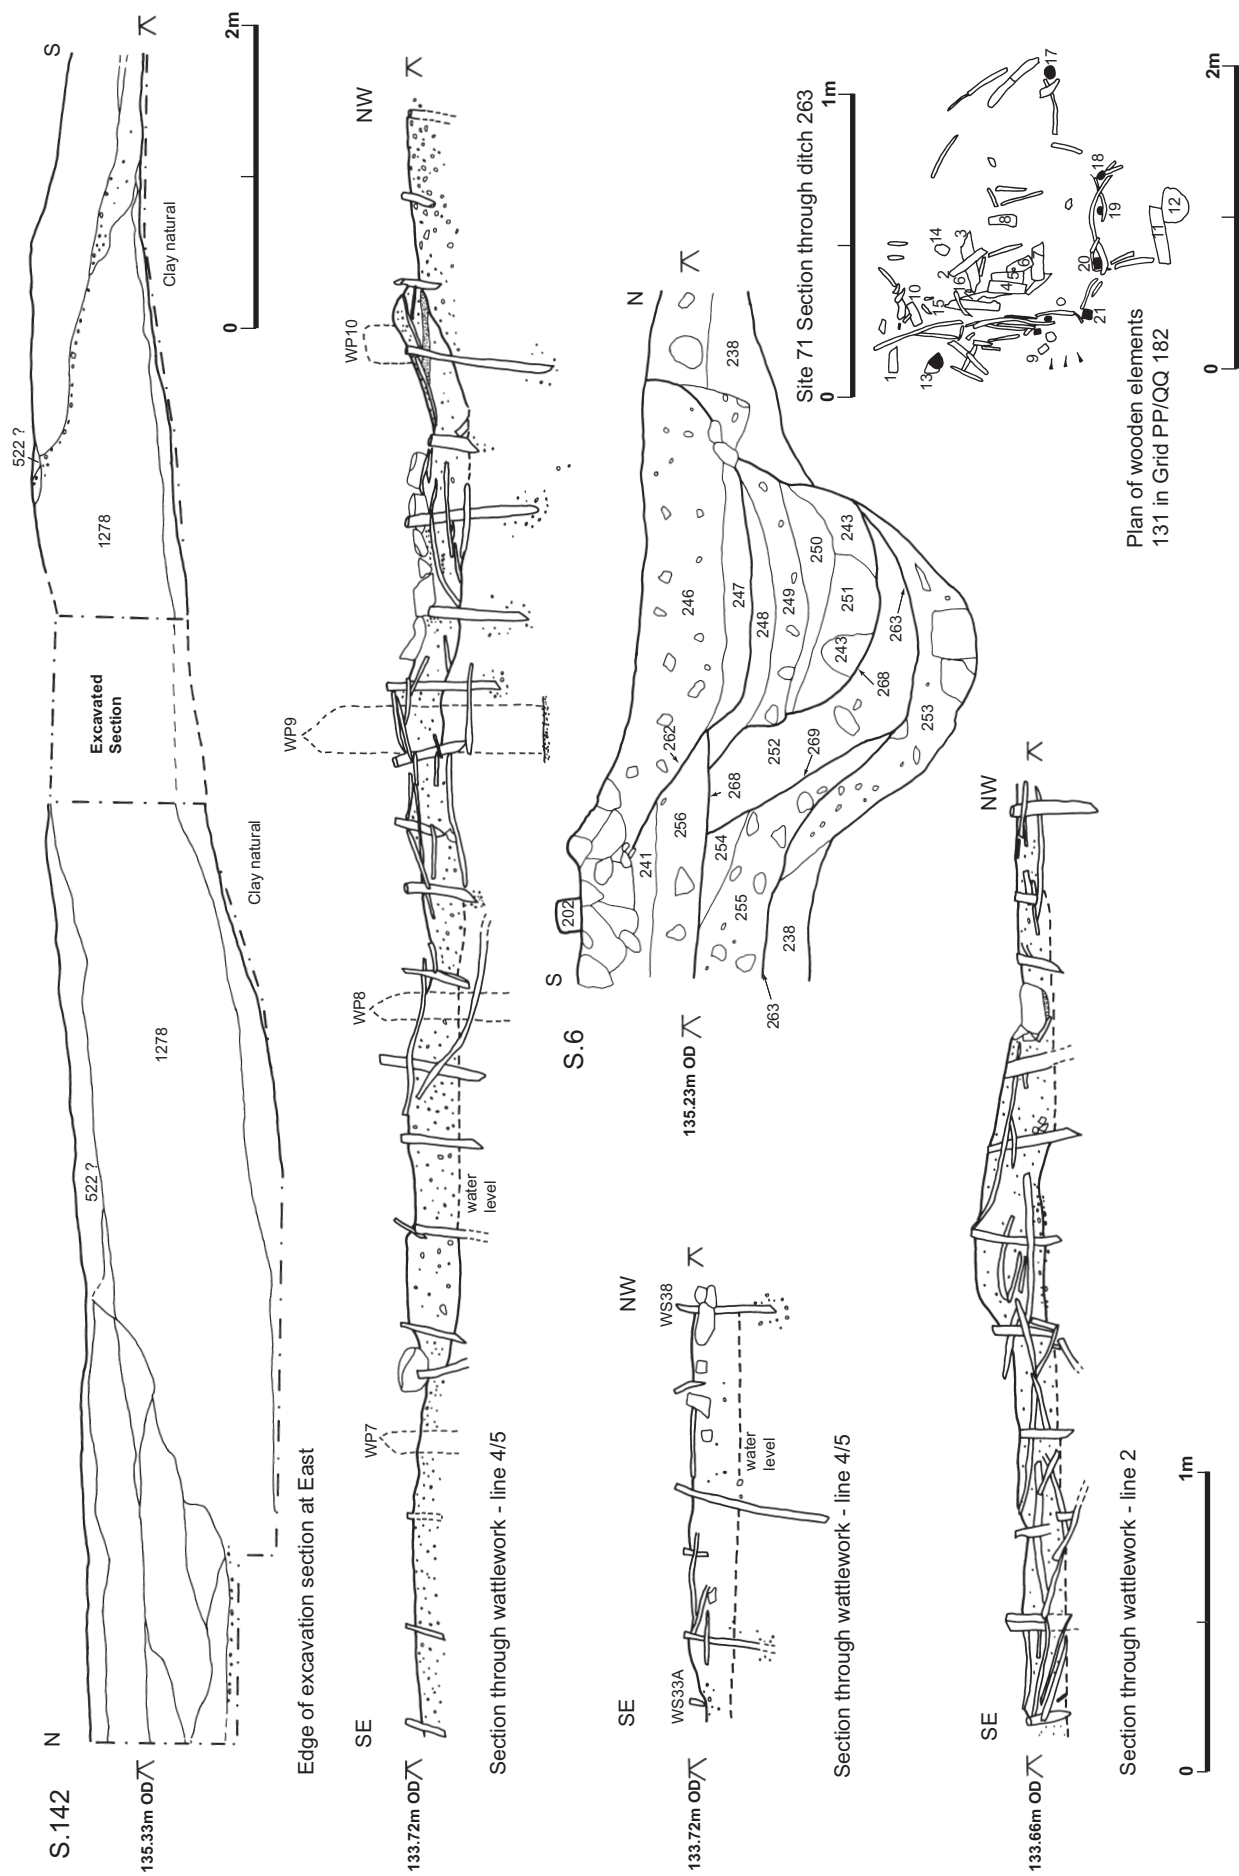 S.142
N
S
135.33m OD
522 ?
1278
Excavated
Section
1278
522 ?
Clay natural
Clay natural
0
2m
Edge of excavation section at East
SE
NW
133.72m OD
WP7
WP8
WP9
WP10
water
level
Section through wattlework - line 4/5
SE
NW
133.72m OD
WS33A
WS38
water
level
Section through wattlework - line 4/5
S.6
S
N
135.23m OD
202
241
262
246
256
268
247
248
249
250
243
251
243
252
269
268
263
253
254
255
238
263
238
Site 71 Section through ditch 263
0
1m
SE
NW
133.66m OD
Section through wattlework - line 2
0
1m
1
10
14
3
2
16
15
13
8
6
5
4
9
17
18
19
20
21
11
12
Plan of wooden elements
131 in Grid PP/QQ 182
0
2m